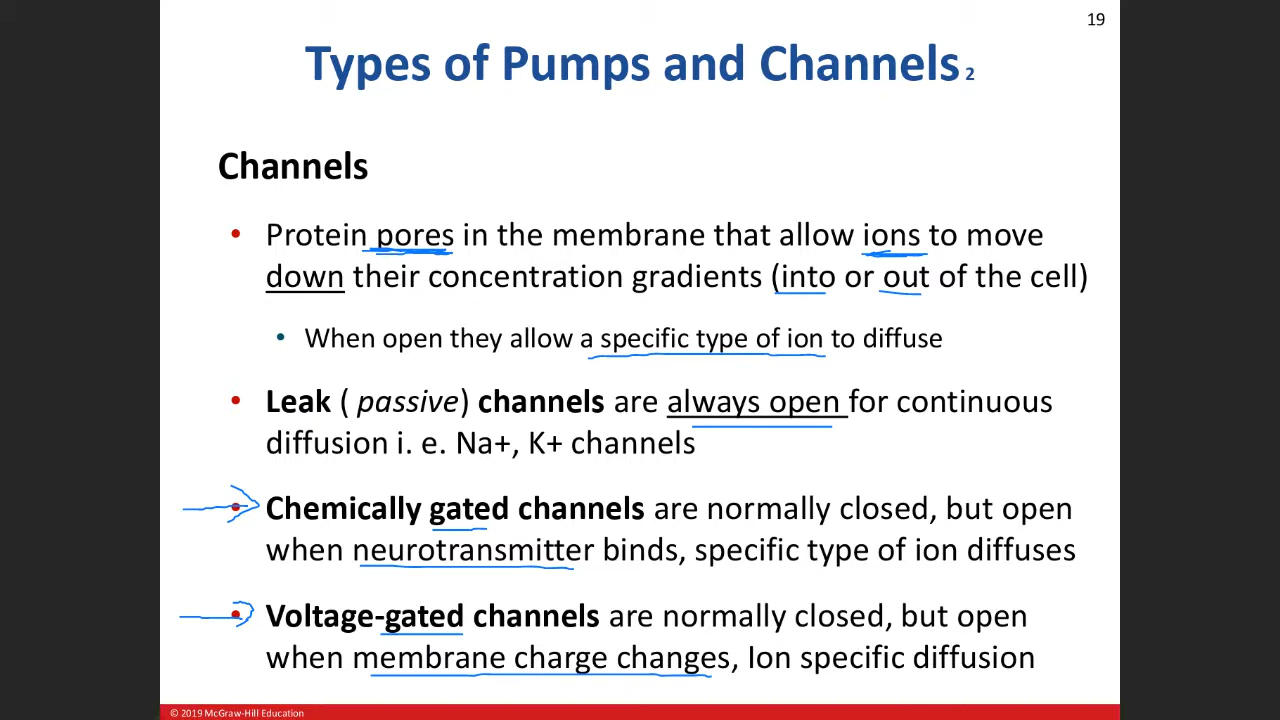 19
Types of Pumps and Channels 2
Channels
• Protein pores in the membrane that allow ions to move
down their concentration gradients (into or out of the cell)
• When open they allow a specific type of ion to diffuse
• Leak ( passive) channels are always open for continuous
diffusion i. e. Na+, K+ channels
• Chemically gated channels are normally closed, but open
when neurotransmitter binds, specific type of ion diffuses
• Voltage-gated channels are normally closed, but open
when membrane charge changes, Ion specific diffusion
© 2019 McGraw-Hill Education